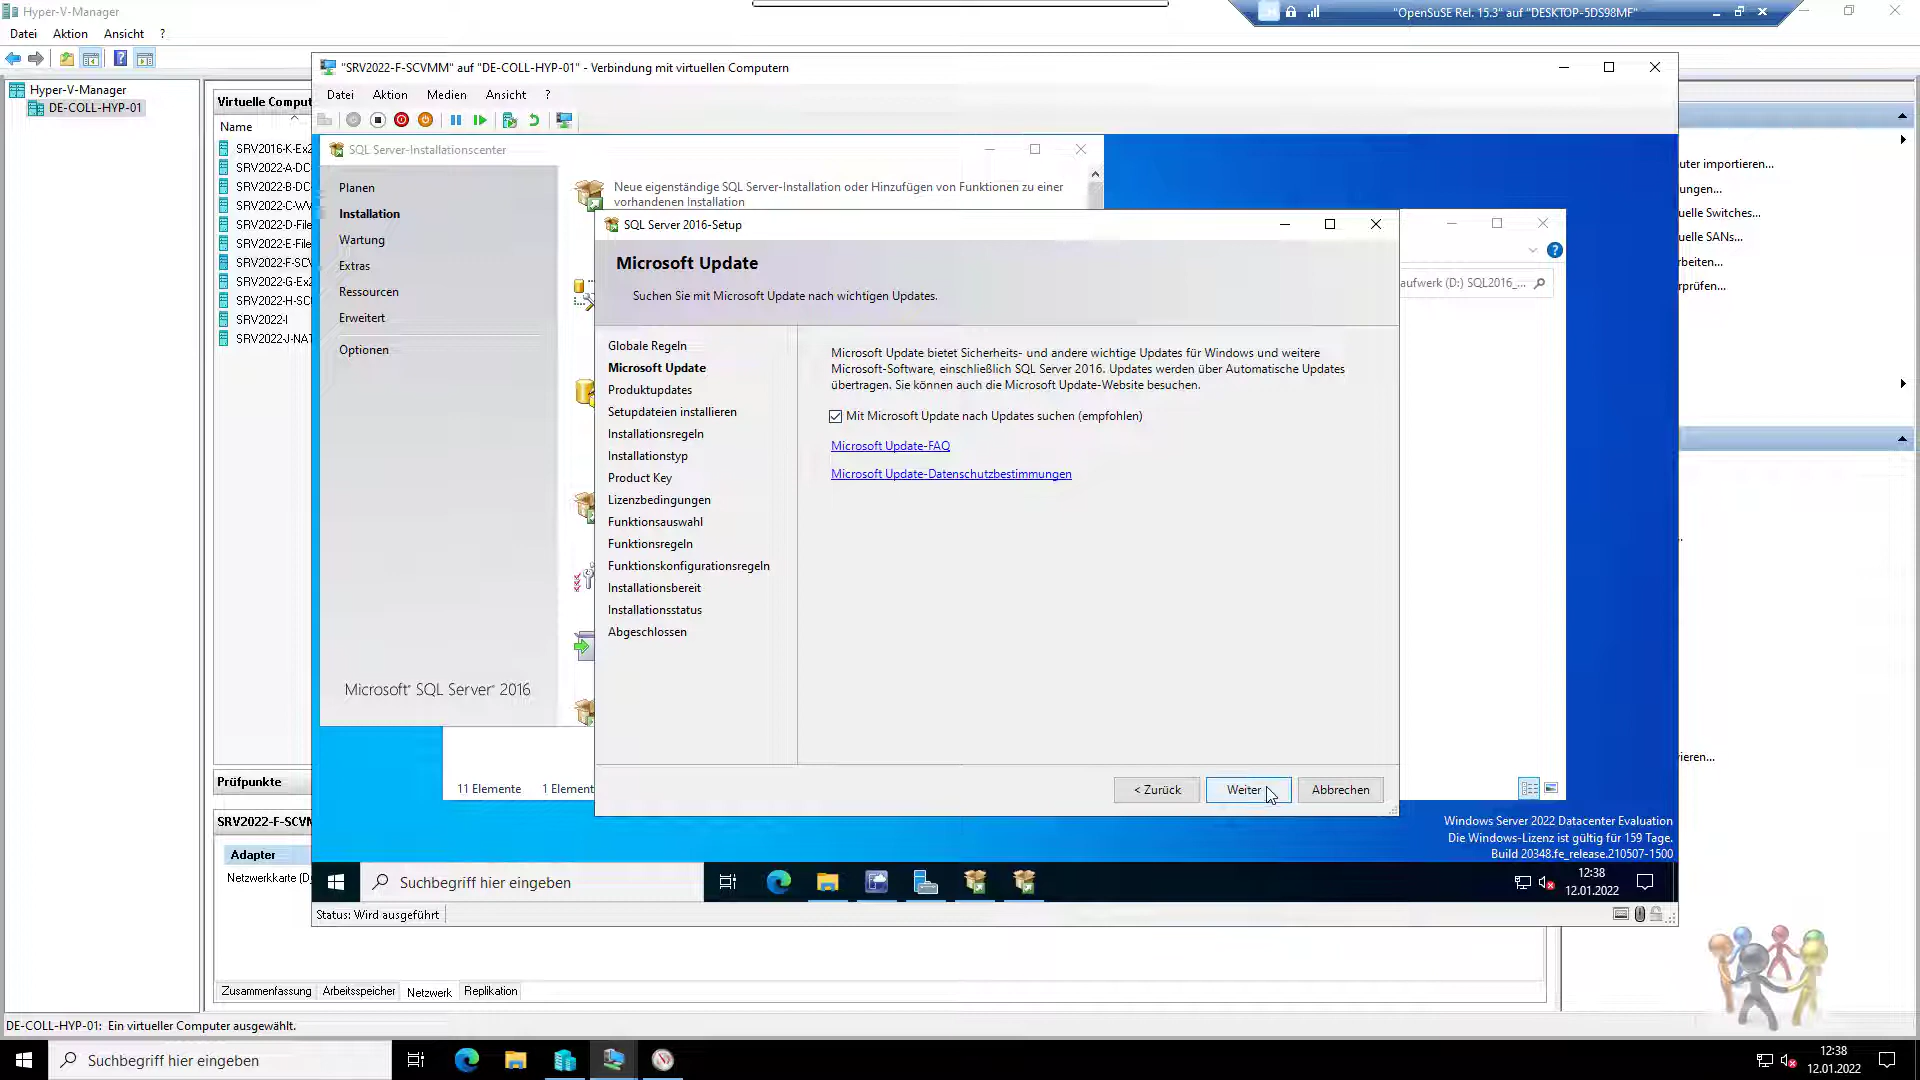 Hyper-V-Manager
"OpenSuSE Rel. 15.3" auf "DESKTOP-5DS98MF"
Datei Aktion Ansicht ?
Hyper-V-Manager
DE-COLL-HYP-01
Virtuelle Comput
Name
SRV2016-K-Ex2
SRV2022-A-DC
SRV2022-B-DC
SRV2022-C-WV
SRV2022-D-File
SRV2022-E-File
SRV2022-F-SCV
SRV2022-G-Ex2
SRV2022-H-SCI
SRV2022-I
SRV2022-J-NAT
Prüfpunkte
SRV2022-F-SCVM
Adapter
Netzwerkkarte (D
Zusammenfassung Arbeitsspeicher Netzwerk Replikation
DE-COLL-HYP-01: Ein virtueller Computer ausgewählt.
"SRV2022-F-SCVMM" auf "DE-COLL-HYP-01" - Verbindung mit virtuellen Computern
Datei Aktion Medien Ansicht ?
SQL Server-Installationscenter
Planen
Installation
Wartung
Extras
Ressourcen
Erweitert
Optionen
Microsoft SQL Server 2016
Neue eigenständige SQL Server-Installation oder Hinzufügen von Funktionen zu einer
vorhandenen Installation
SQL Server 2016-Setup
Microsoft Update
Suchen Sie mit Microsoft Update nach wichtigen Updates.
Globale Regeln
Microsoft Update
Produktupdates
Setupdateien installieren
Installationsregeln
Installationstyp
Product Key
Lizenzbedingungen
Funktionsauswahl
Funktionsregeln
Funktionskonfigurationsregeln
Installationsbereit
Installationsstatus
Abgeschlossen
Microsoft Update bietet Sicherheits- und andere wichtige Updates für Windows und weitere
Microsoft-Software, einschließlich SQL Server 2016. Updates werden über Automatische Updates
übertragen. Sie können auch die Microsoft Update-Website besuchen.
Mit Microsoft Update nach Updates suchen (empfohlen)
Microsoft Update-FAQ
Microsoft Update-Datenschutzbestimmungen
< Zurück Weiter Abbrechen
aufwerk (D:) SQL2016_...
11 Elemente 1 Element
Windows Server 2022 Datacenter Evaluation
Die Windows-Lizenz ist gültig für 159 Tage.
Build 20348.fe_release.210507-1500
Suchbegriff hier eingeben
12:38
12.01.2022
Status: Wird ausgeführt
uter importieren...
ungen...
uelle Switches...
uelle SANs...
rbeiten...
rprüfen...
vieren...
Suchbegriff hier eingeben
12:38
12.01.2022